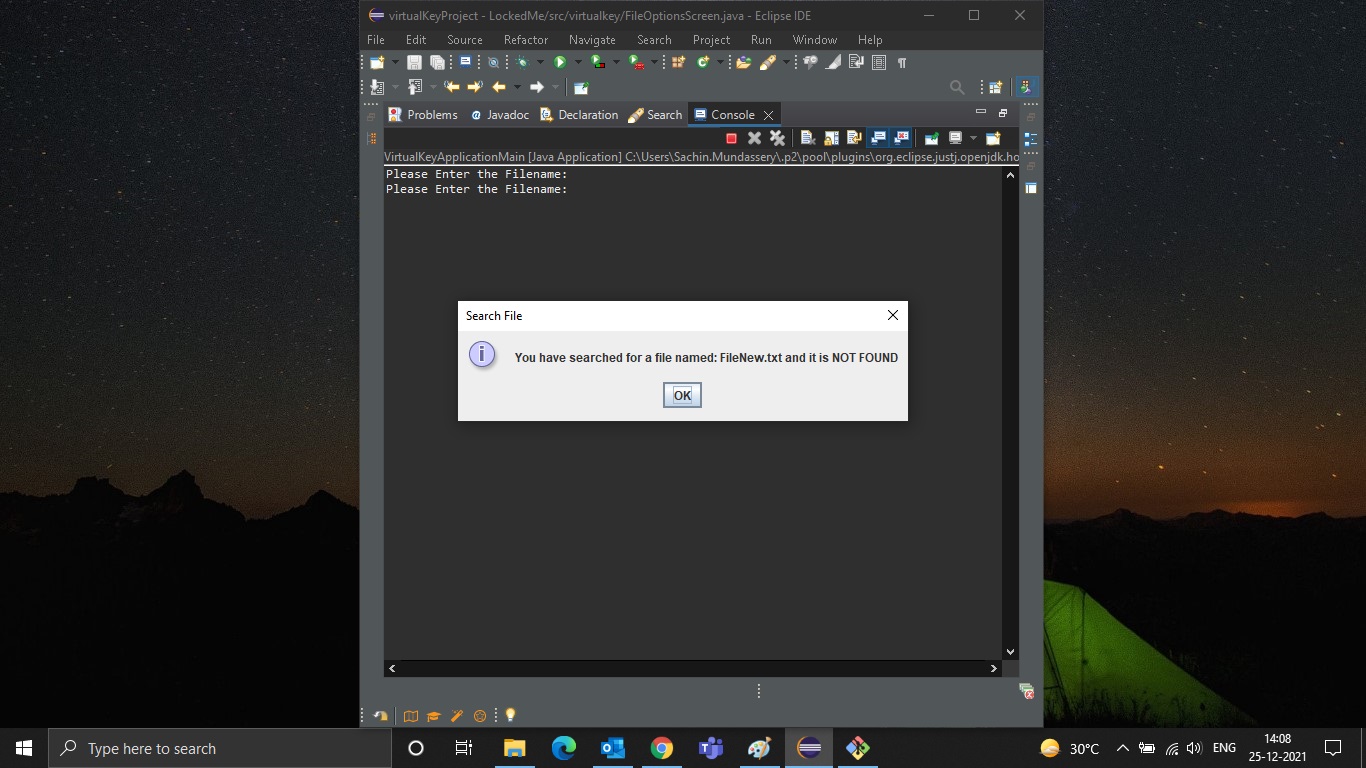 virtualKeyProject - LockedMe/src/virtualkey/FileOptionsScreen.java - Eclipse IDE
File Edit Source Refactor Navigate Search Project Run Window Help
Problems @ Javadoc Declaration Search Console
VirtualKeyApplicationMain [Java Application] C:\Users\Sachin.Mundassery\.p2\pool\plugins\org.eclipse.justj.openjdk.ho
Please Enter the Filename:
Please Enter the Filename:
Search File
You have searched for a file named: FileNew.txt and it is NOT FOUND
OK
Type here to search
30°C
ENG
14:08
25-12-2021